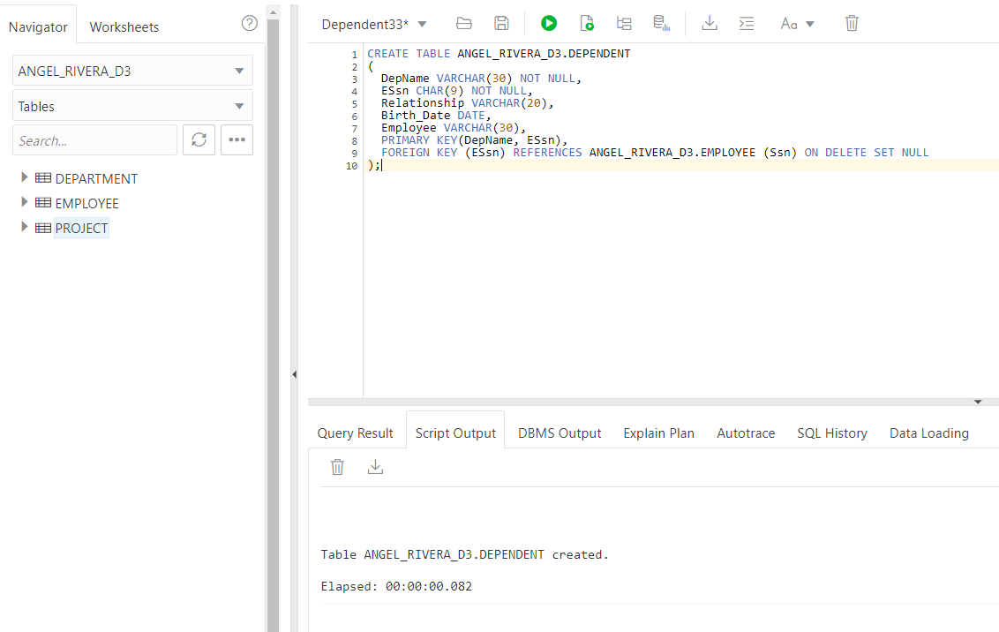 Navigator
Worksheets
?
ANGEL_RIVERA_D3
Tables
Search...
DEPARTMENT
EMPLOYEE
PROJECT
Dependent33*
Aa
1 CREATE TABLE ANGEL_RIVERA_D3.DEPENDENT
2 (
3 DepName VARCHAR(30) NOT NULL,
4 ESsn CHAR(9) NOT NULL,
5 Relationship VARCHAR(20),
6 Birth_Date DATE,
7 Employee VARCHAR(30),
8 PRIMARY KEY(DepName, ESsn),
9 FOREIGN KEY (ESsn) REFERENCES ANGEL_RIVERA_D3.EMPLOYEE (Ssn) ON DELETE SET NULL
10 );
Query Result
Script Output
DBMS Output
Explain Plan
Autotrace
SQL History
Data Loading
Table ANGEL_RIVERA_D3.DEPENDENT created.
Elapsed: 00:00:00.082